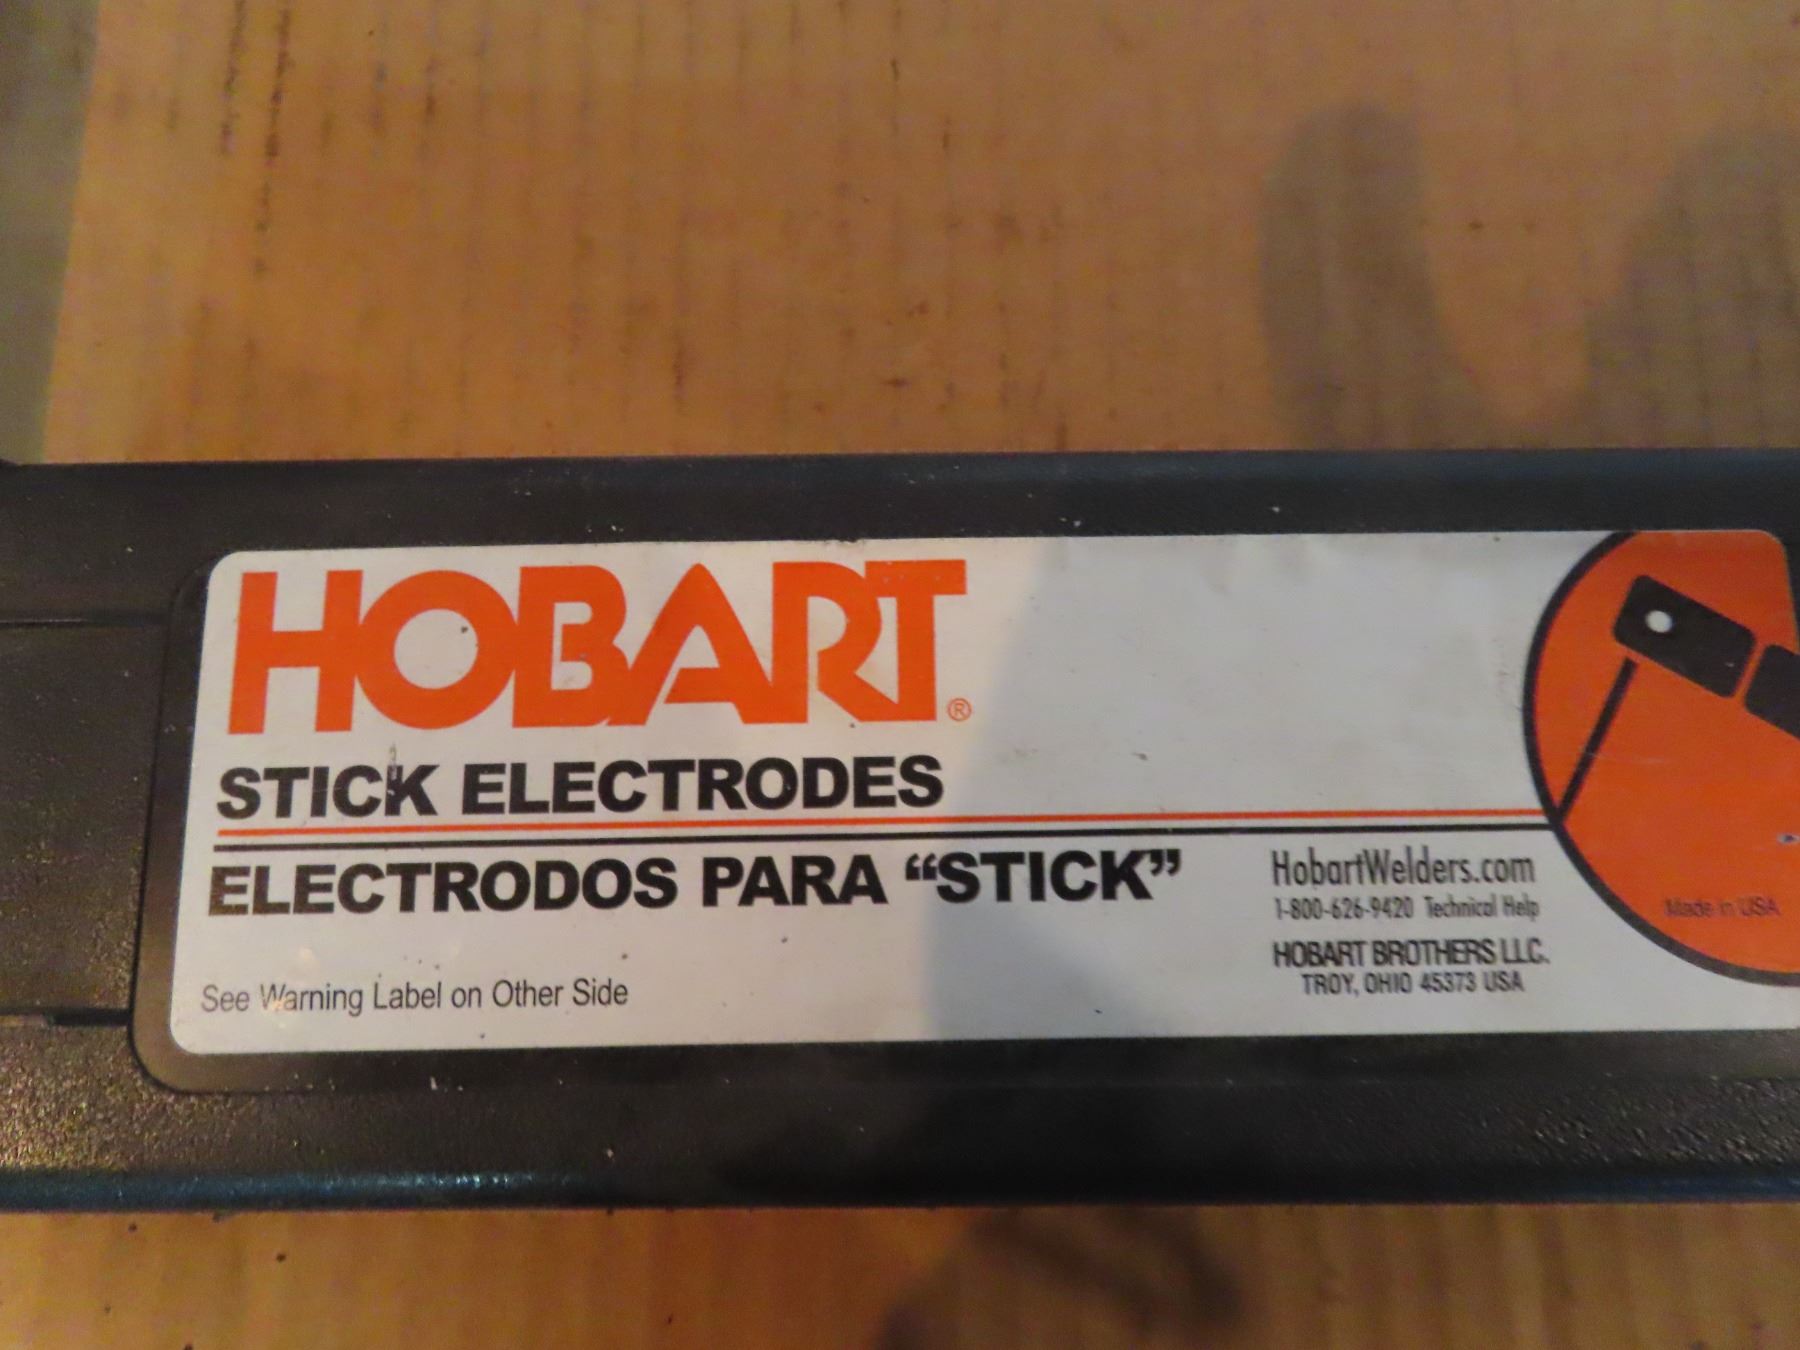 HOBART®
STICK ELECTRODES
ELECTRODOS PARA “STICK”
See Warning Label on Other Side
HobartWelders.com
1-800-626-9420 Technical Help
HOBART BROTHERS LLC.
TROY, OHIO 45373 USA
Made in USA